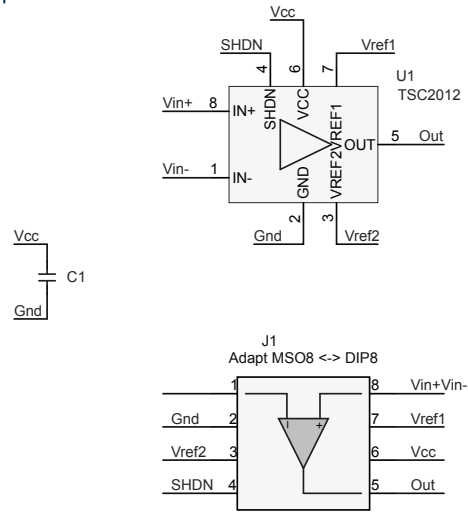 Vcc
SHDN
Vref1
4
6
7
U1
TSC2012
Vin+ 8 IN+
SHDN
VCC
VREF1
OUT 5 Out
Vin- 1 IN-
GND
VREF2
2
3
Gnd
Vref2
Vcc
C1
Gnd
J1
Adapt MSO8 <-> DIP8
1 8 Vin+Vin-
- +
Gnd 2 7 Vref1
Vref2 3 6 Vcc
SHDN 4 5 Out